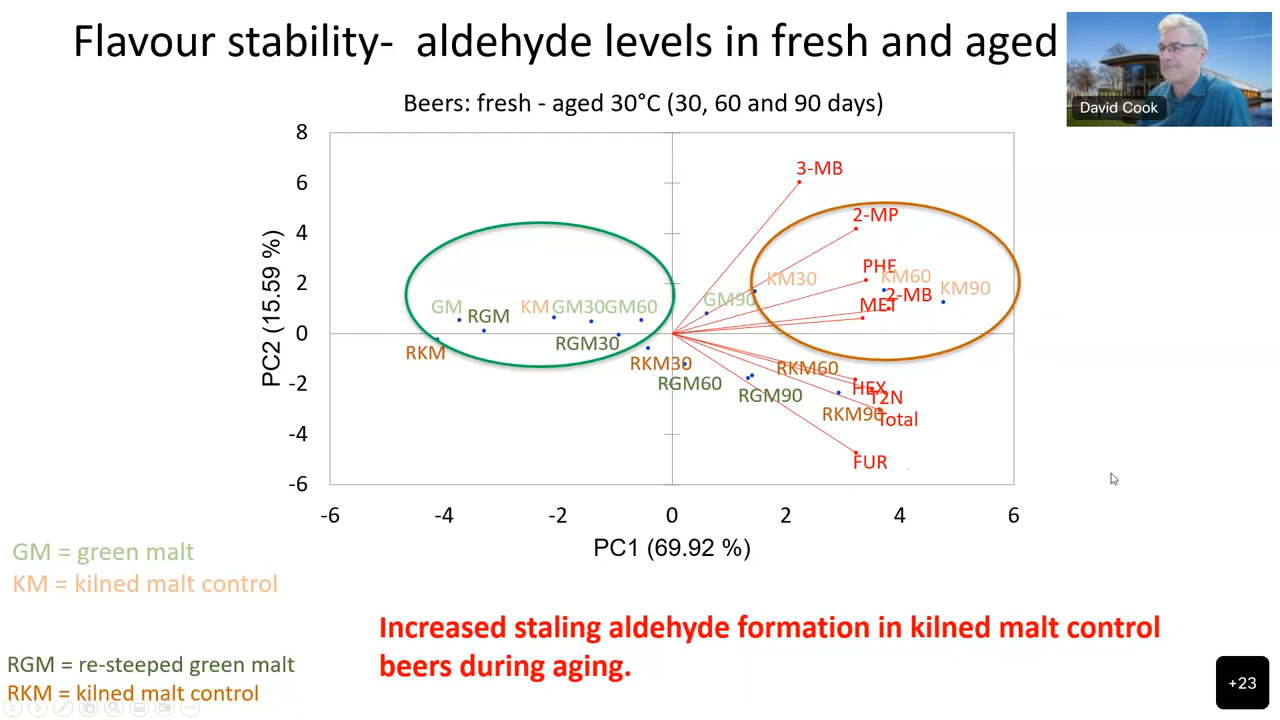 Flavour stability-  aldehyde levels in fresh and aged
David Cook
Beers: fresh - aged 30°C (30, 60 and 90 days)
8
6
4
2
0
-2
-4
-6
PC2 (15.59 %)
3-MB
2-MP
PHE
KM60
KM30
KM90
2-MB
MET
GM90
GM
RGM
KM
GM30
GM60
RGM30
RKM
RKM30
RGM60
RKM60
RGM90
HEX
T2N
RKM90
Total
FUR
-6 -4 -2 0 2 4 6
PC1 (69.92 %)
GM = green malt
KM = kilned malt control
RGM = re-steeped green malt
RKM = kilned malt control
Increased staling aldehyde formation in kilned malt control
beers during aging.
+23